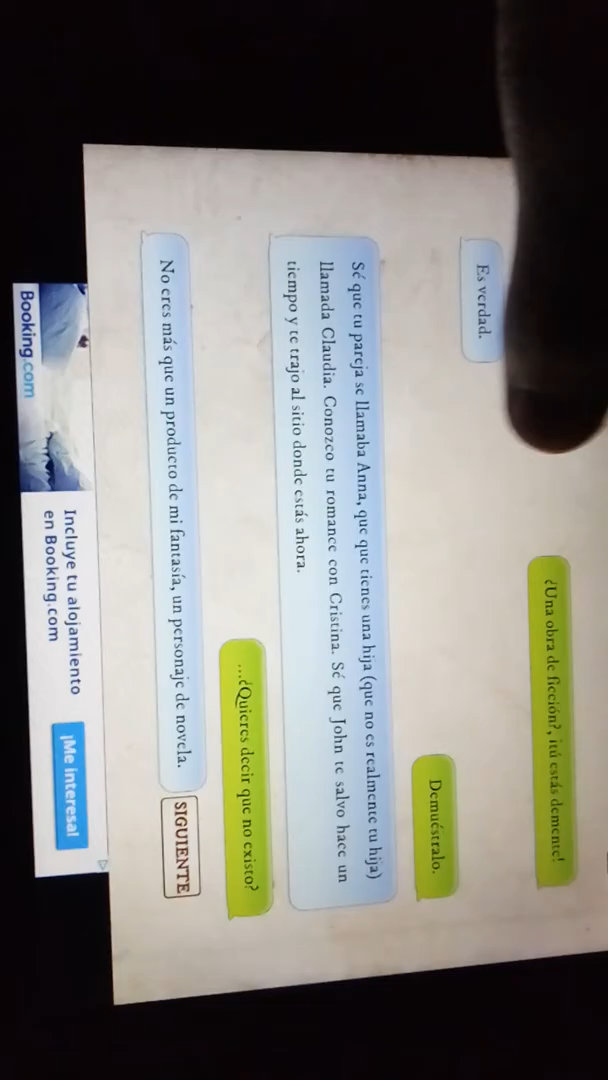 ¿Una obra de ficción?, ¡tú estás demente!
Es verdad.
Demuéstralo.
Sé que tu pareja se llamaba Anna, que que tienes una hija (que no es realmente tu hija)
llamada Claudia. Conozco tu romance con Cristina. Sé que John te salvo hace un
tiempo y te trajo al sitio donde estás ahora.
...¿Quieres decir que no existo?
No eres más que un producto de mi fantasía, un personaje de novela.
SIGUIENTE
Booking.com
Incluye tu alojamiento
en Booking.com
¡Me interesa!